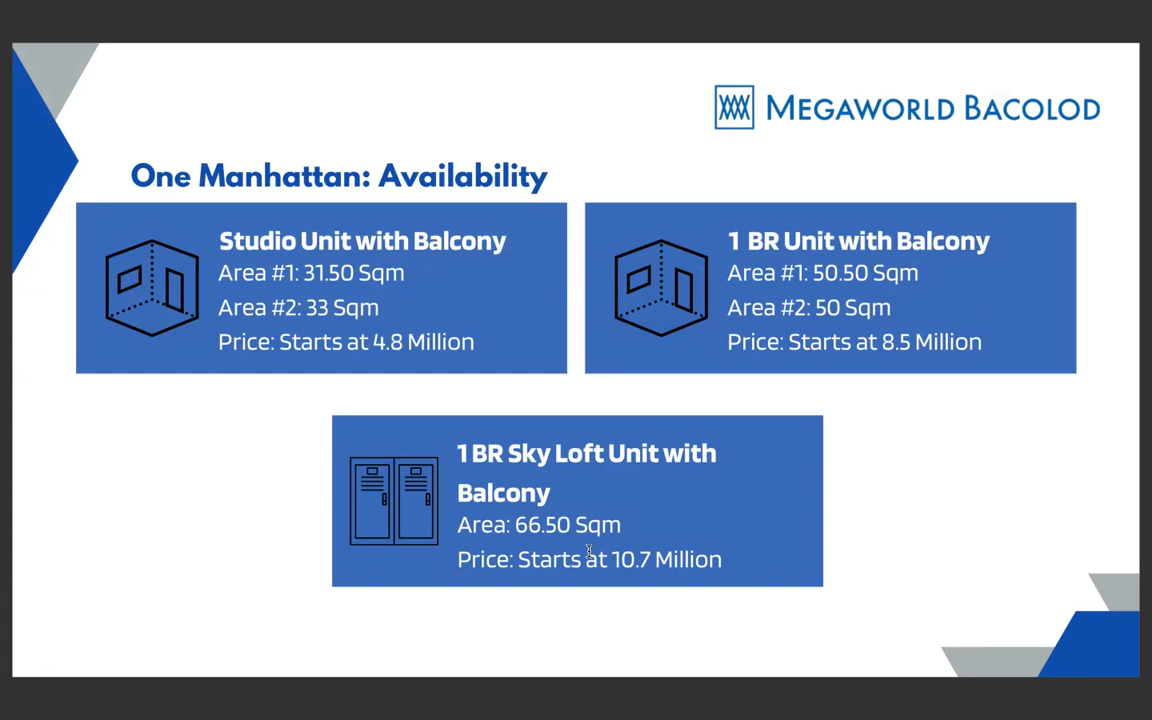 MEGAWORLD BACOLOD
One Manhattan: Availability
Studio Unit with Balcony
Area #1: 31.50 Sqm
Area #2: 33 Sqm
Price: Starts at 4.8 Million
1 BR Unit with Balcony
Area #1: 50.50 Sqm
Area #2: 50 Sqm
Price: Starts at 8.5 Million
1 BR Sky Loft Unit with
Balcony
Area: 66.50 Sqm
Price: Starts at 10.7 Million